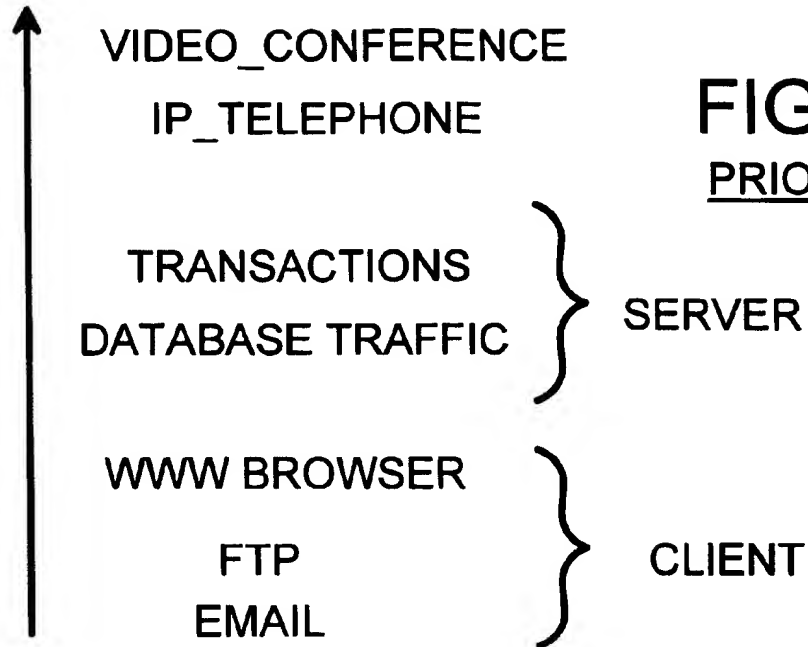 VIDEO_CONFERENCE
IP_TELEPHONE
FIG
PRIO
TRANSACTIONS
DATABASE TRAFFIC
SERVER
WWW BROWSER
FTP
EMAIL
CLIENT